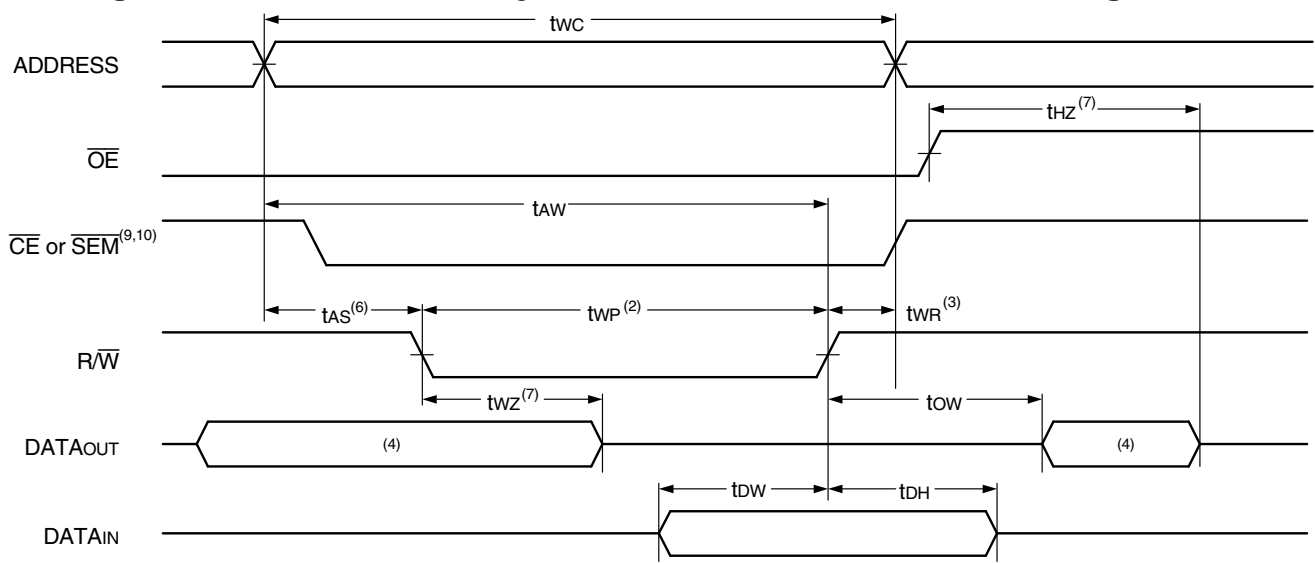 tWC
ADDRESS
tHZ(7)
OE
tAW
CE or SEM(9,10)
tAS(6)
tWP(2)
tWR(3)
R/W
tWZ(7)
tOW
DATAOUT
(4)
(4)
tDW
tDH
DATAIN